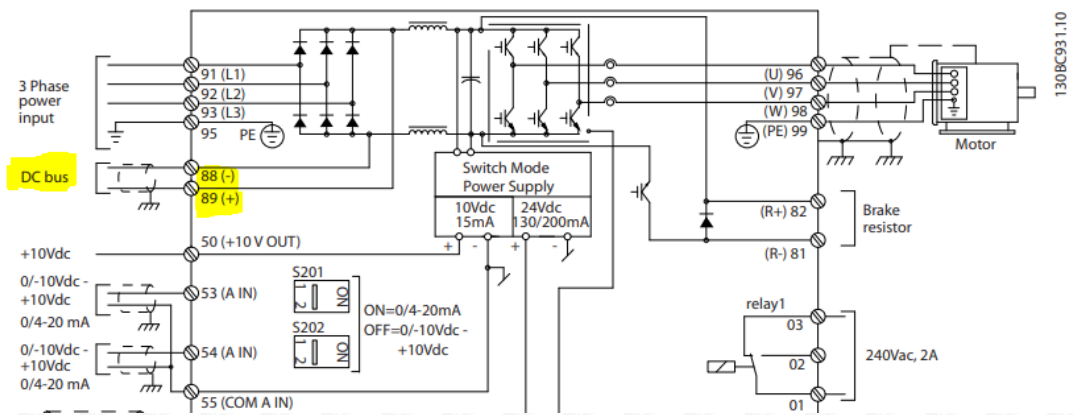 130BC931.10
3 Phase
power
input
91 (L1)
92 (L2)
93 (L3)
95
PE
DC bus
88 (-)
89 (+)
(U) 96
(V) 97
(W) 98
(PE) 99
Motor
Switch Mode
Power Supply
10Vdc
15mA
24Vdc
130/200mA
+ - + -
(R+) 82
Brake
resistor
(R-) 81
+10Vdc
50 (+10 V OUT)
0/-10Vdc -
+10Vdc
0/4-20 mA
53 (A IN)
S201
1 2
ON
ON=0/4-20mA
OFF=0/-10Vdc -
+10Vdc
S202
1 2
ON
0/-10Vdc -
+10Vdc
0/4-20 mA
54 (A IN)
55 (COM A IN)
relay1
03
02
01
240Vac, 2A